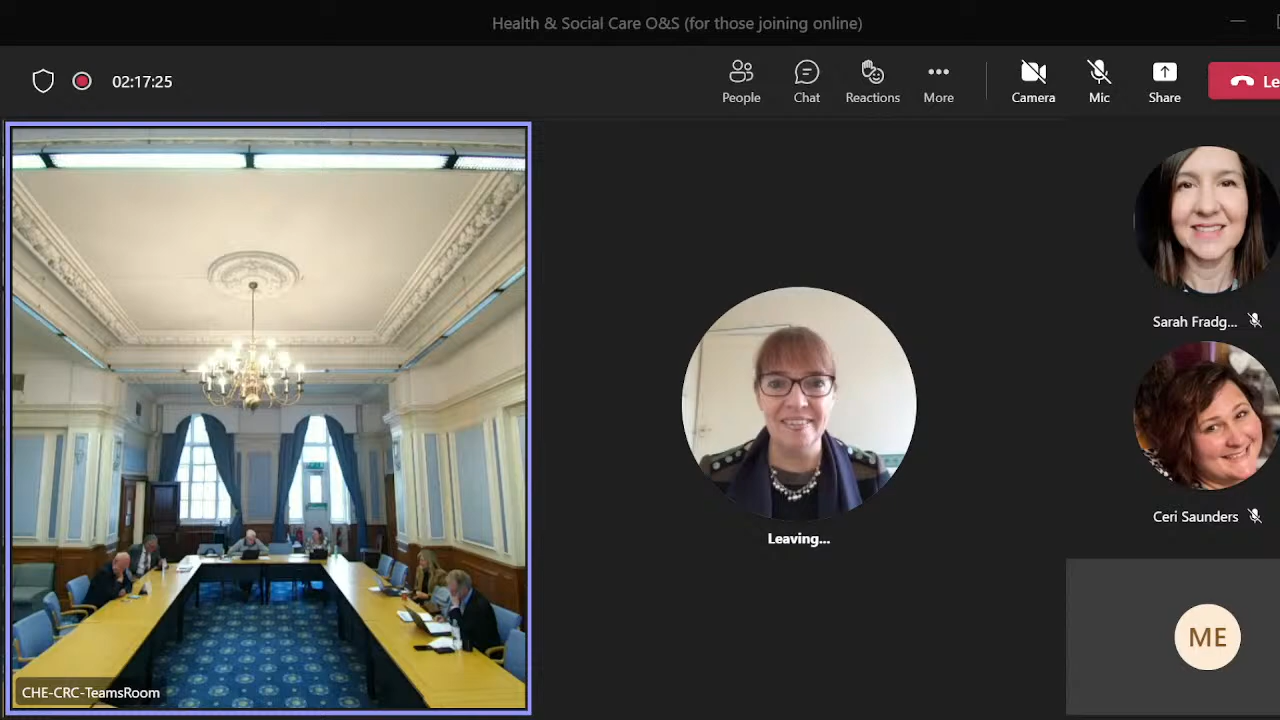 Health & Social Care O&S (for those joining online)
02:17:25
People
Chat
Reactions
More
Camera
Mic
Share
Le
Sarah Fradg...
Ceri Saunders
Leaving...
ME
CHE-CRC-TeamsRoom